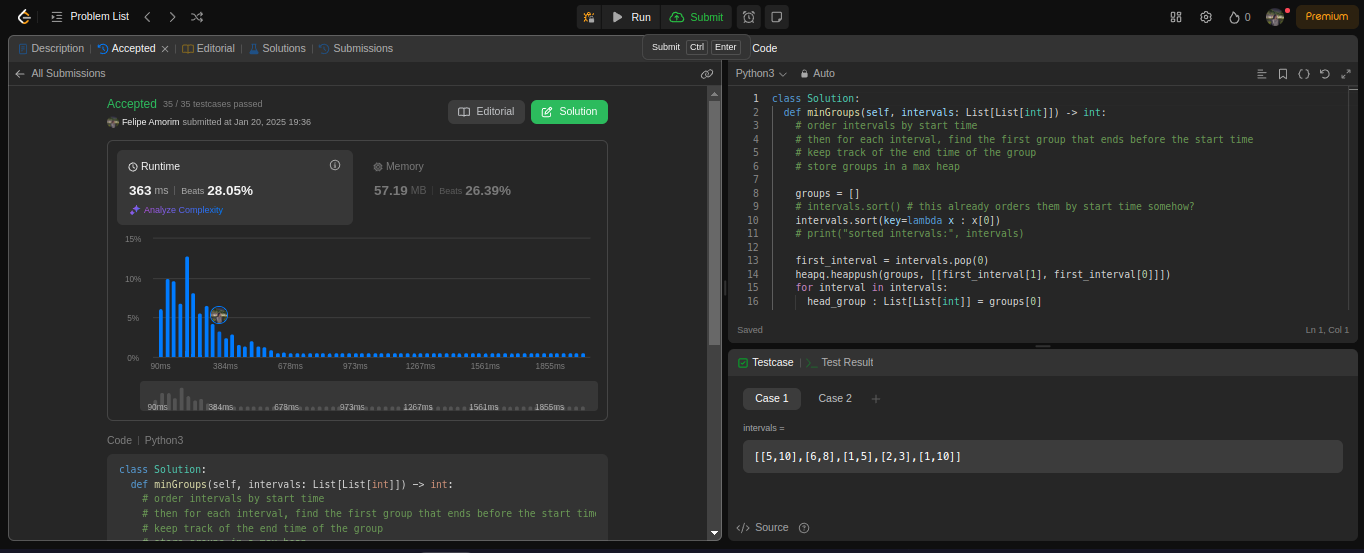 Problem List
Run
Submit
0
Premium
Description
Accepted
Editorial
Solutions
Submissions
Submit Ctrl Enter
Code
All Submissions
Accepted 35 / 35 testcases passed
Felipe Amorim submitted at Jan 20, 2025 19:36
Editorial
Solution
Runtime
363 ms | Beats 28.05%
Analyze Complexity
Memory
57.19 MB | Beats 26.39%
15%
10%
5%
0%
90ms 384ms 678ms 973ms 1267ms 1561ms 1855ms
90ms 384ms 678ms 973ms 1267ms 1561ms 1855ms
Code | Python3
class Solution:
def minGroups(self, intervals: List[List[int]]) -> int:
# order intervals by start time
# then for each interval, find the first group that ends before the start time
# keep track of the end time of the group
# store groups in a max heap
Python3 Auto
1 class Solution:
2 def minGroups(self, intervals: List[List[int]]) -> int:
3 # order intervals by start time
4 # then for each interval, find the first group that ends before the start time
5 # keep track of the end time of the group
6 # store groups in a max heap
7
8 groups = []
9 # intervals.sort() # this already orders them by start time somehow?
10 intervals.sort(key=lambda x : x[0])
11 # print("sorted intervals:", intervals)
12
13 first_interval = intervals.pop(0)
14 heapq.heappush(groups, [[first_interval[1], first_interval[0]]])
15 for interval in intervals:
16 head_group : List[List[int]] = groups[0]
Saved
Ln 1, Col 1
Testcase | >_ Test Result
Case 1 Case 2 +
intervals =
[[5,10],[6,8],[1,5],[2,3],[1,10]]
</> Source